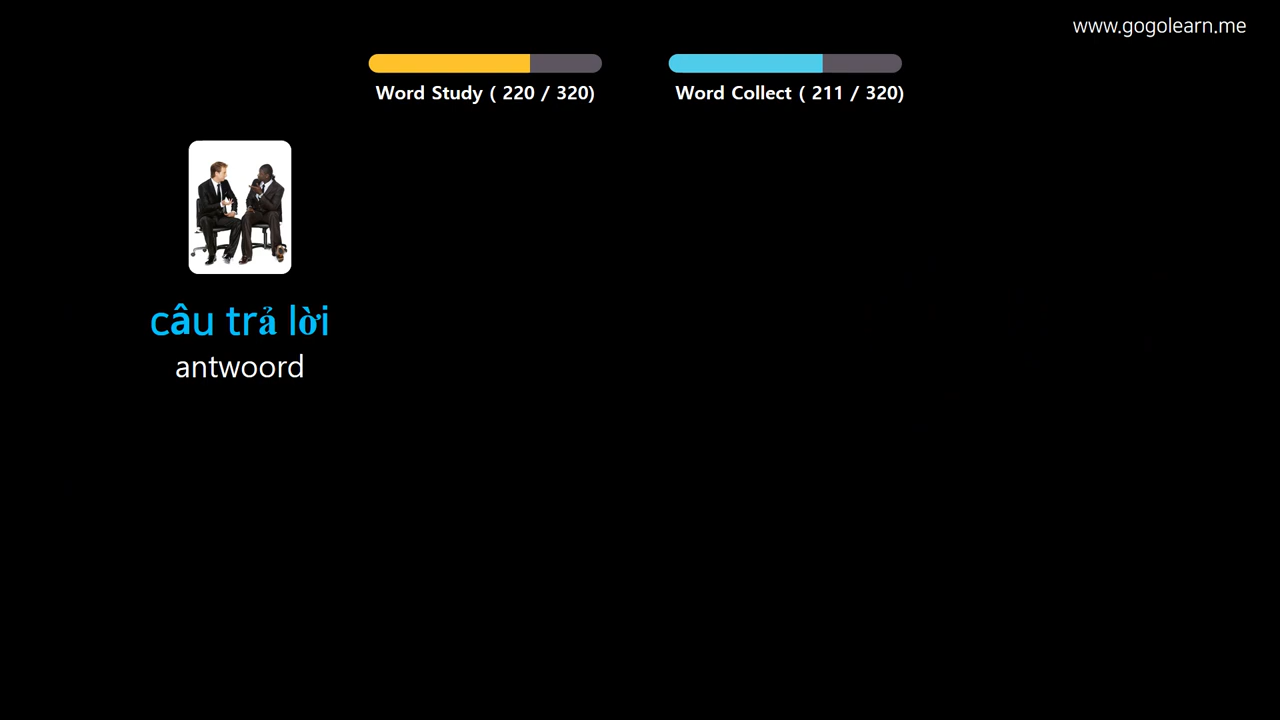 www.gogolearn.me
Word Study ( 220 / 320)
Word Collect ( 211 / 320)
câu trả lời
antwoord